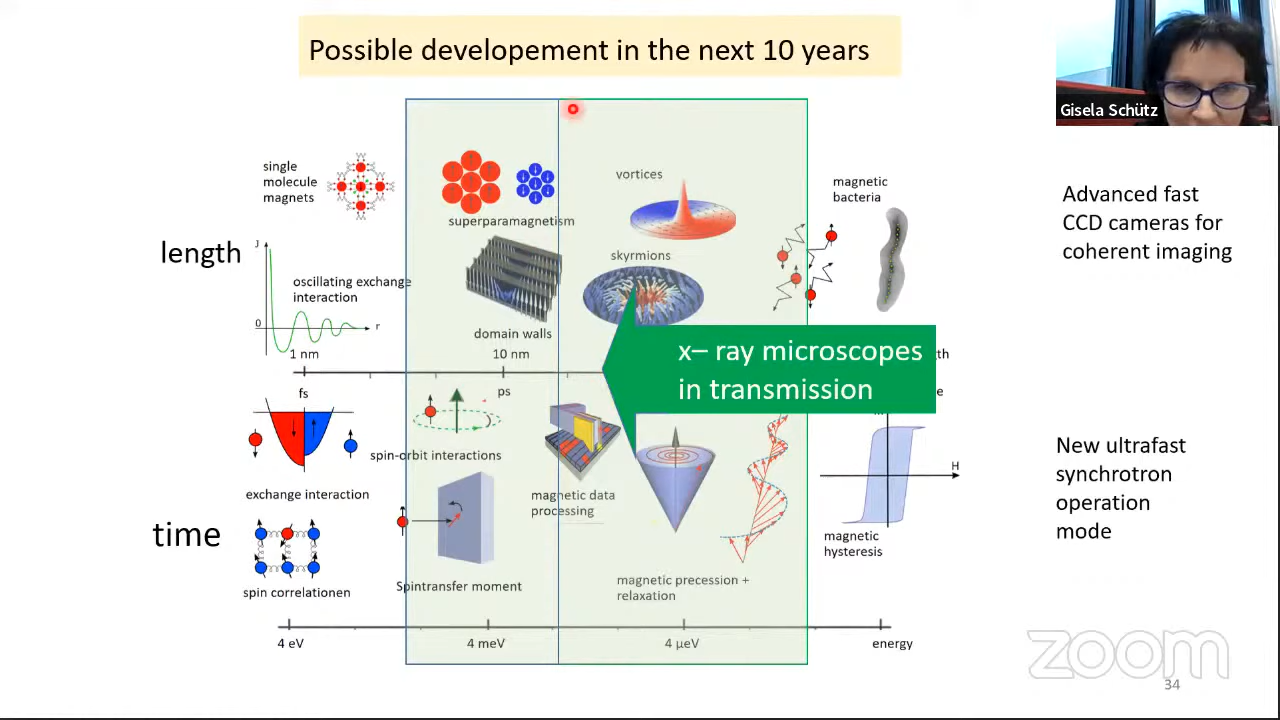 Possible developement in the next 10 years
Gisela Schütz
single
molecule
magnets
superparamagnetism
vortices
magnetic
bacteria
Advanced fast
CCD cameras for
coherent imaging
length
J
oscillating exchange
interaction
0
r
skyrmions
domain walls
1 nm
10 nm
x– ray microscopes
in transmission
fs
ps
spin-orbit interactions
exchange interaction
magnetic data
processing
H
magnetic
hysteresis
New ultrafast
synchrotron
operation
mode
time
spin correlationen
Spintransfer moment
magnetic precession +
relaxation
4 eV
4 meV
4 µeV
energy
zoom
34